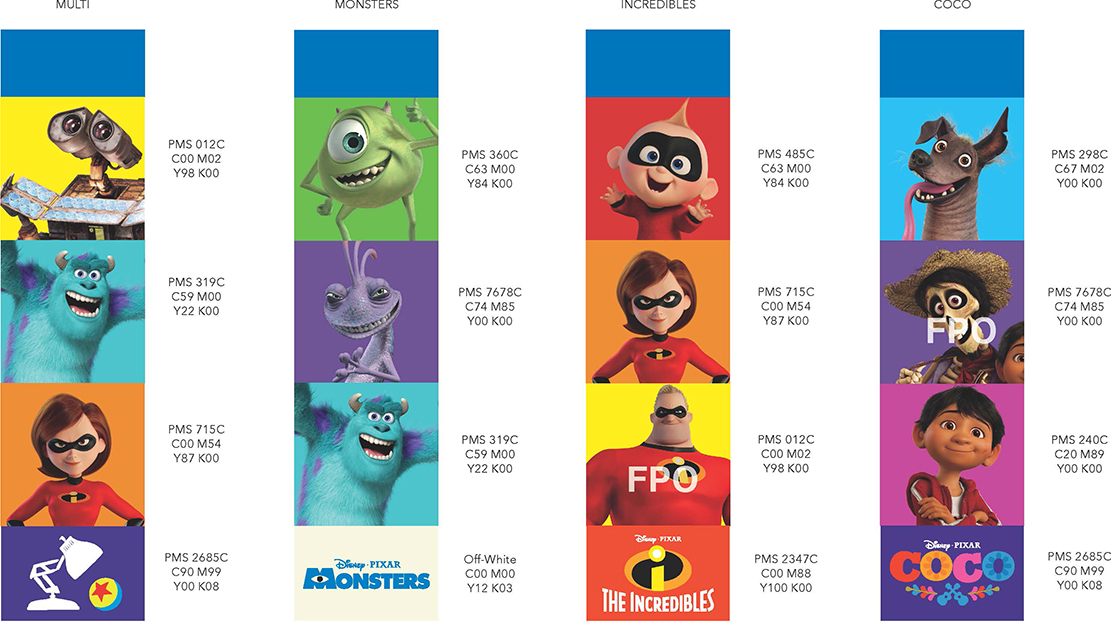 MULTI
MONSTERS
INCREDIBLES
COCO
PMS 012C
C00 M02
Y98 K00
PMS 319C
C59 M00
Y22 K00
PMS 715C
C00 M54
Y87 K00
PMS 2685C
C90 M99
Y00 K08
PMS 360C
C63 M00
Y84 K00
PMS 7678C
C74 M85
Y00 K00
PMS 319C
C59 M00
Y22 K00
Disney · PIXAR
MONSTERS
Off-White
C00 M00
Y12 K03
PMS 485C
C63 M00
Y84 K00
i
PMS 715C
C00 M54
Y87 K00
FPO
PMS 012C
C00 M02
Y98 K00
Disney · PIXAR
i
THE INCREDIBLES
PMS 2347C
C00 M88
Y100 K00
PMS 298C
C67 M02
Y00 K00
FPO
PMS 7678C
C74 M85
Y00 K00
PMS 240C
C20 M89
Y00 K00
Disney · PIXAR
COCO
PMS 2685C
C90 M99
Y00 K08